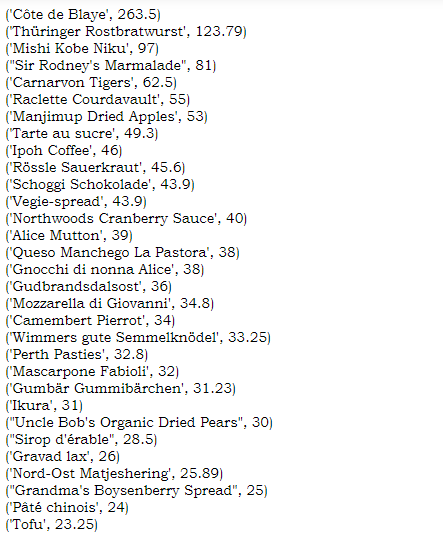 ('Côte de Blaye', 263.5)
('Thüringer Rostbratwurst', 123.79)
('Mishi Kobe Niku', 97)
("Sir Rodney's Marmalade", 81)
('Carnarvon Tigers', 62.5)
('Raclette Courdavault', 55)
('Manjimup Dried Apples', 53)
('Tarte au sucre', 49.3)
('Ipoh Coffee', 46)
('Rössle Sauerkraut', 45.6)
('Schoggi Schokolade', 43.9)
('Vegie-spread', 43.9)
('Northwoods Cranberry Sauce', 40)
('Alice Mutton', 39)
('Queso Manchego La Pastora', 38)
('Gnocchi di nonna Alice', 38)
('Gudbrandsdalsost', 36)
('Mozzarella di Giovanni', 34.8)
('Camembert Pierrot', 34)
('Wimmers gute Semmelknödel', 33.25)
('Perth Pasties', 32.8)
('Mascarpone Fabioli', 32)
('Gumbär Gummibärchen', 31.23)
('Ikura', 31)
("Uncle Bob's Organic Dried Pears", 30)
("Sirop d'érable", 28.5)
('Gravad lax', 26)
('Nord-Ost Matjeshering', 25.89)
("Grandma's Boysenberry Spread", 25)
('Pâté chinois', 24)
('Tofu', 23.25)